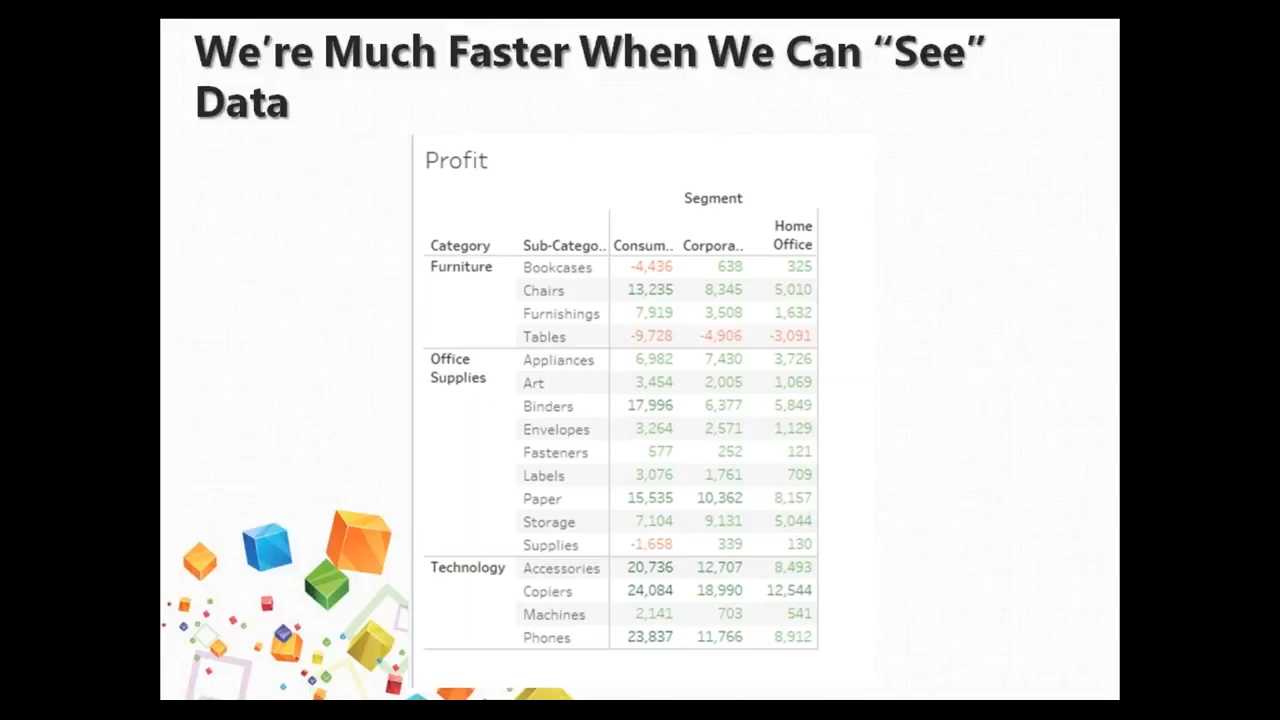 We’re Much Faster When We Can “See”
Data
Profit
Segment
Category Sub-Catego.. Consum.. Corpora.. Home Office
Furniture Bookcases -4,436 638 325
Chairs 13,235 8,345 5,010
Furnishings 7,919 3,508 1,632
Tables -9,728 -4,906 -3,091
Office Supplies Appliances 6,982 7,430 3,726
Art 3,454 2,005 1,069
Binders 17,996 6,377 5,849
Envelopes 3,264 2,571 1,129
Fasteners 577 252 121
Labels 3,076 1,761 709
Paper 15,535 10,362 8,157
Storage 7,104 9,131 5,044
Supplies -1,658 339 130
Technology Accessories 20,736 12,707 8,493
Copiers 24,084 18,990 12,544
Machines 2,141 703 541
Phones 23,837 11,766 8,912